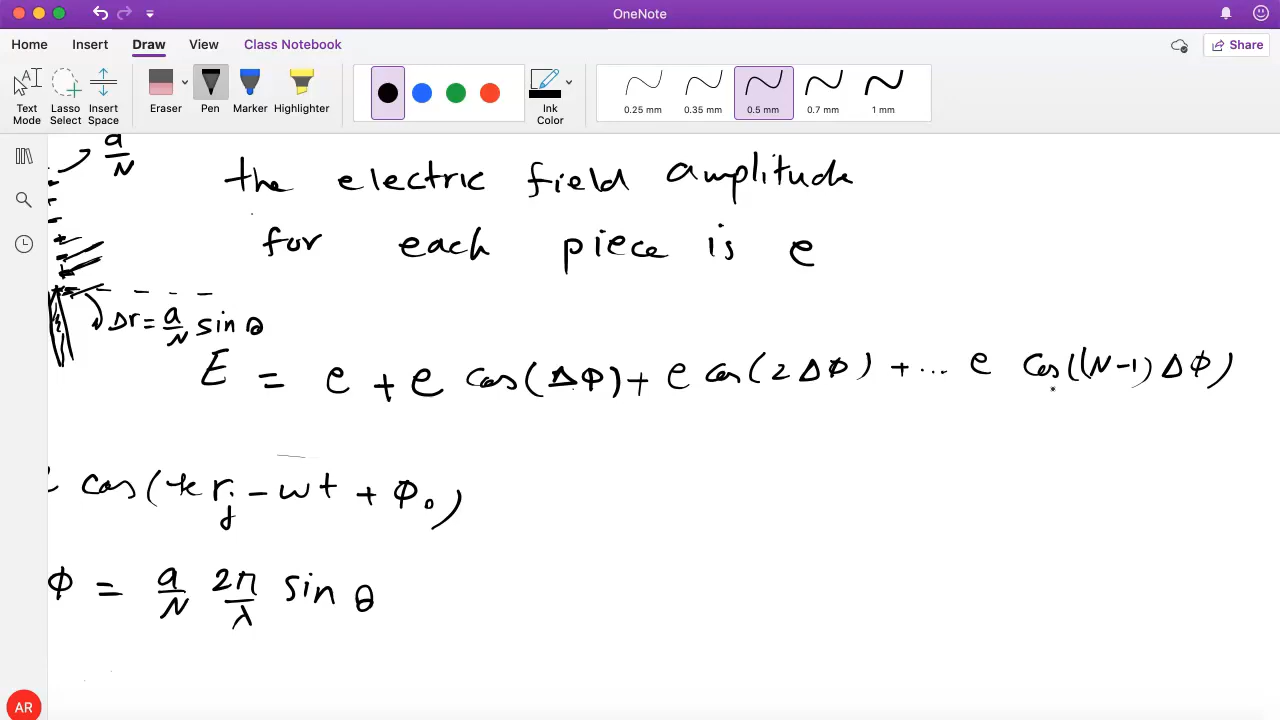 OneNote
Home Insert Draw View Class Notebook Share
Text Mode Lasso Select Insert Space Eraser Pen Marker Highlighter Ink Color 0.25 mm 0.35 mm 0.5 mm 0.7 mm 1 mm
a/N
the electric field amplitude
for each piece is e
Δr = a/N sin θ
E = e + e cos(ΔΦ) + e cos(2ΔΦ) + ... e cos((N-1)ΔΦ)
cos(k r_j - ωt + Φ₀)
Φ = a/N 2π/λ sin θ
AR